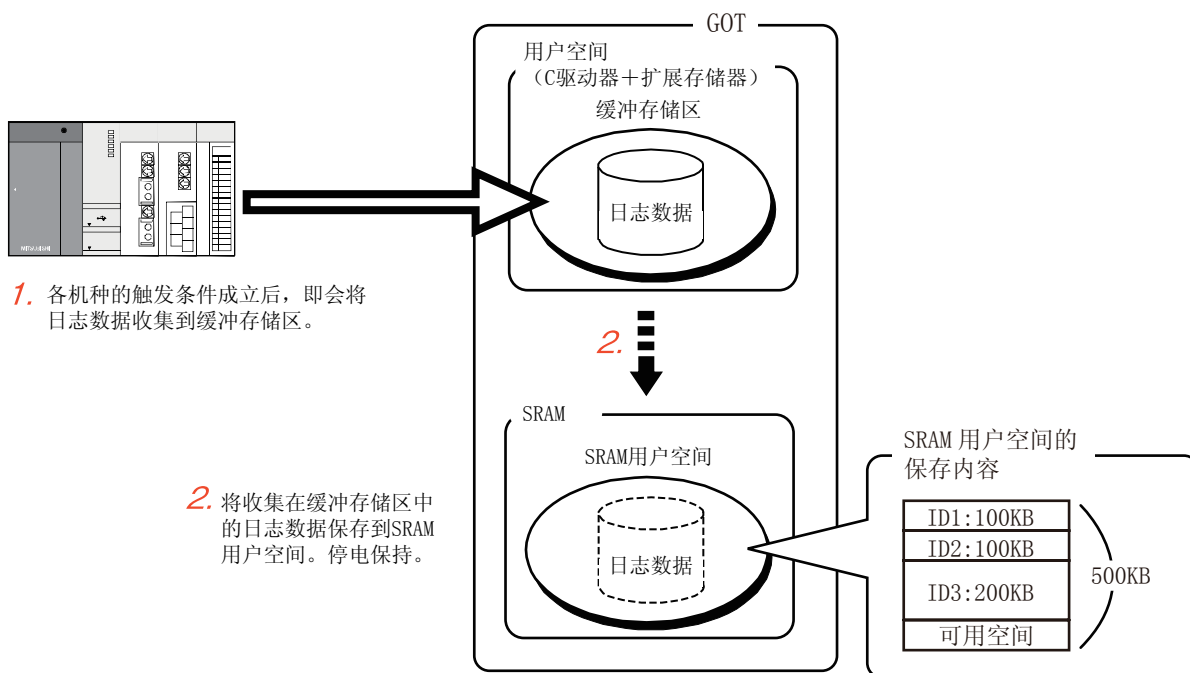 GOT
用户空间
（C驱动器＋扩展存储器）
缓冲存储区
日志数据
MITSUBISHI
1. 各机种的触发条件成立后，即会将
日志数据收集到缓冲存储区。
2.
SRAM
SRAM用户空间
日志数据
2. 将收集在缓冲存储区中
的日志数据保存到SRAM
用户空间。停电保持。
SRAM 用户空间的
保存内容
ID1:100KB
ID2:100KB
ID3:200KB
可用空间
500KB